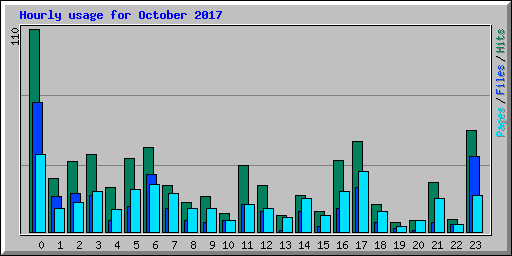 Hourly usage for October 2017
110
Pages / Files / Hits
0 1 2 3 4 5 6 7 8 9 10 11 12 13 14 15 16 17 18 19 20 21 22 23